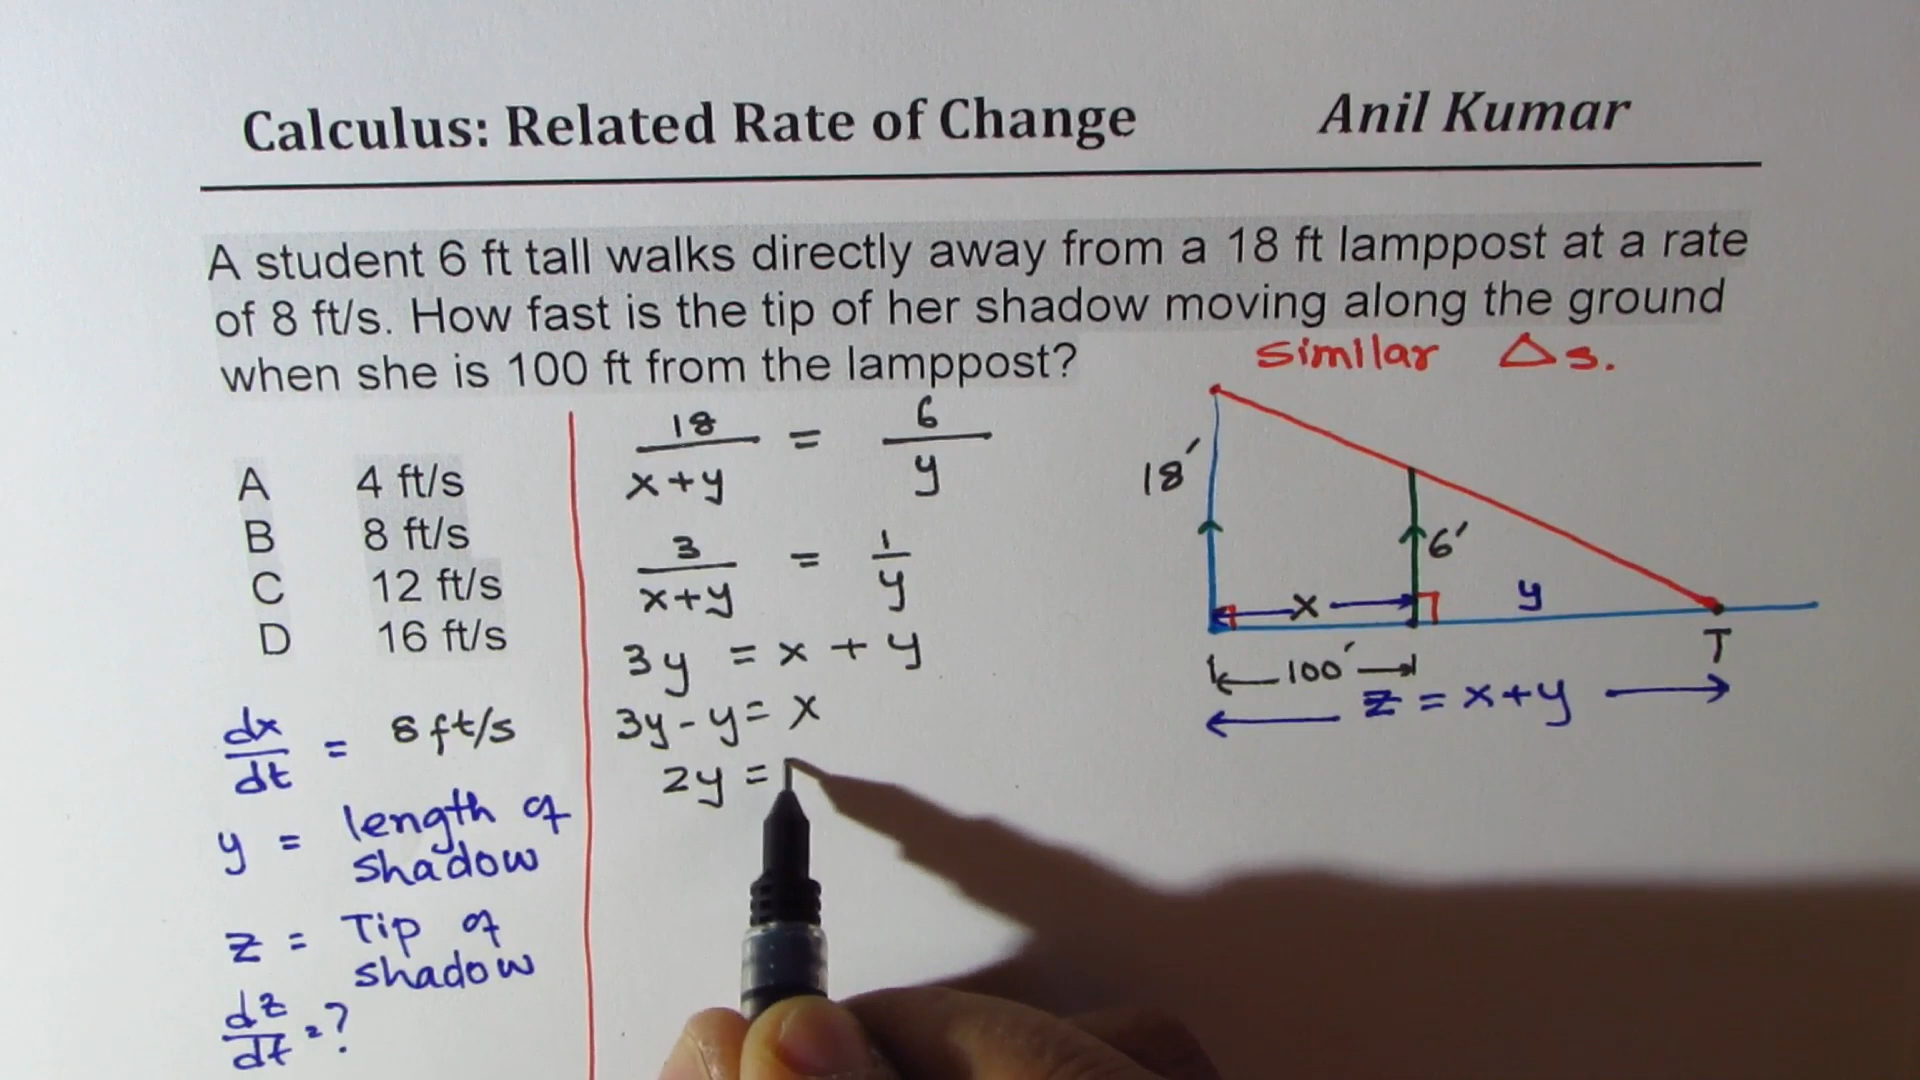 Calculus: Related Rate of Change Anil Kumar
A student 6 ft tall walks directly away from a 18 ft lamppost at a rate
of 8 ft/s. How fast is the tip of her shadow moving along the ground
when she is 100 ft from the lamppost?
Similar Δs.
A 4 ft/s
B 8 ft/s
C 12 ft/s
D 16 ft/s
dx/dt = 8 ft/s
y = length of
shadow
z = Tip of
shadow
dz/dt = ?
18/(x+y) = 6/y
3/(x+y) = 1/y
3y = x + y
3y - y = x
2y =
18'
6'
x
y
T
100'
z = x+y